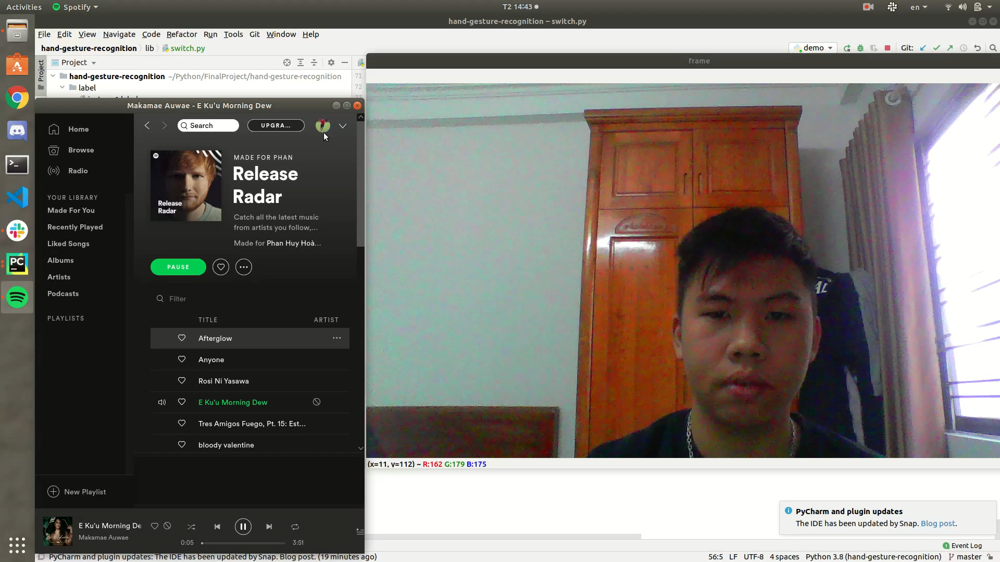 Activities
Spotify
T2 14:43
en
hand-gesture-recognition – switch.py
File Edit View Navigate Code Refactor Run Tools Git Window Help
hand-gesture-recognition lib switch.py
demo
Git:
Project
Project
frame
hand-gesture-recognition ~/Python/FinalProject/hand-gesture-recognition
71
label
72
Makamae Auwae - E Ku'u Morning Dew
Search
UPGRA...
Home
Browse
Radio
YOUR LIBRARY
Made For You
Recently Played
Liked Songs
Albums
Artists
Podcasts
PLAYLISTS
New Playlist
Release
Radar
MADE FOR PHAN
Release
Radar
Catch all the latest music
from artists you follow,...
Made for Phan Huy Hoà...
PAUSE
Filter
TITLE ARTIST
Afterglow
Anyone
Rosi Ni Yasawa
E Ku'u Morning Dew
Tres Amigos Fuego, Pt. 15: Est...
bloody valentine
E Ku'u Morning De
Makamae Auwae
0:05
3:51
(x=11, y=112) ~ R:162 G:179 B:175
PC
PyCharm and plugin updates
The IDE has been updated by Snap. Blog post.
1 Event Log
PyCharm and plugin updates: The IDE has been updated by Snap. Blog post. (19 minutes ago)
56:5 LF UTF-8 4 spaces Python 3.8 (hand-gesture-recognition) master